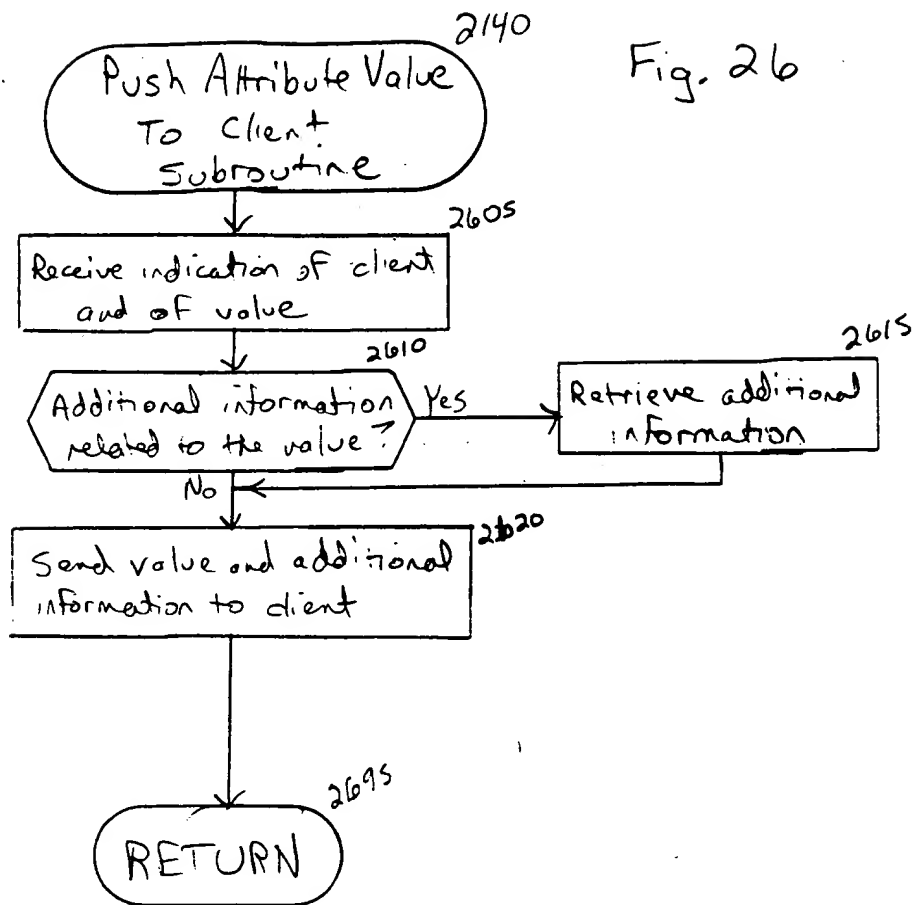 2140
Fig. 26
Push Attribute Value
To Client
Subroutine
2605
Receive indication of client
and of value
2610
Additional information
related to the value?
Yes
2615
Retrieve additional
information
No
2620
Send value and additional
information to client
2695
RETURN